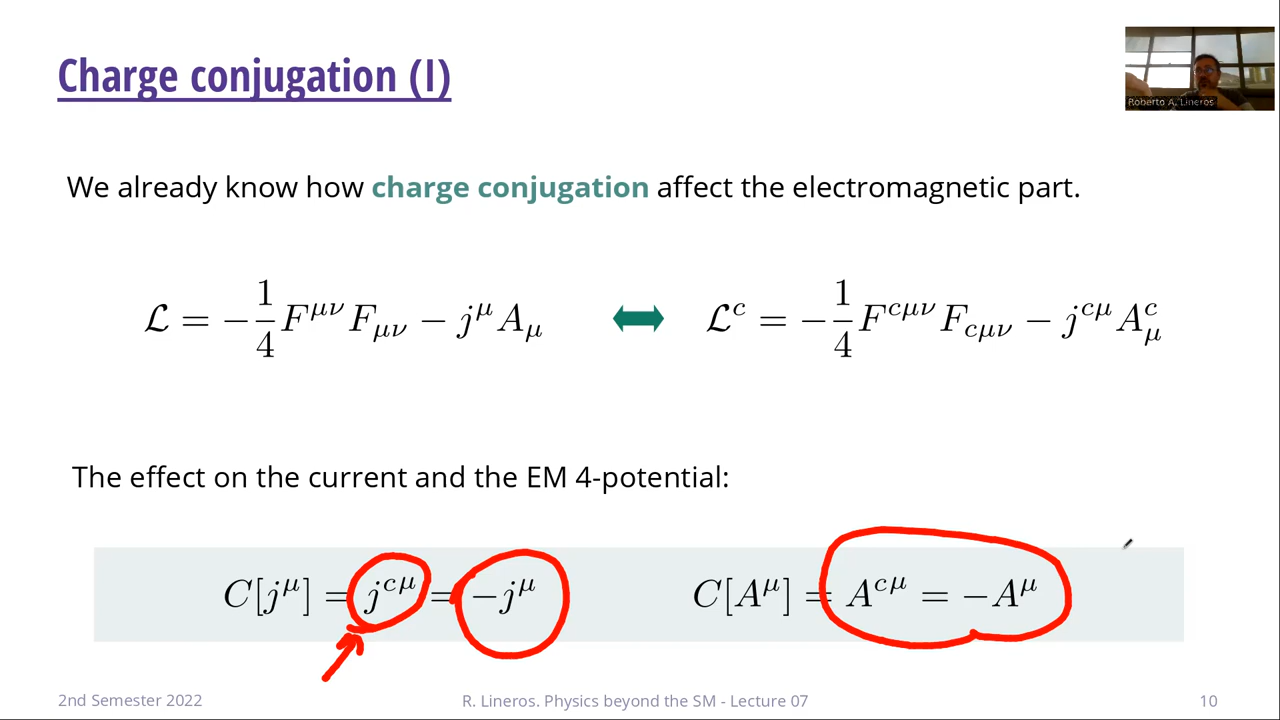 Charge conjugation (I)
Roberto A. Lineros
We already know how charge conjugation affect the electromagnetic part.
ℒ = −1/4 F^{μν} F_{μν} − j^μ A_μ ⟷ ℒ^c = −1/4 F^{cμν} F_{cμν} − j^{cμ} A^c_μ
The effect on the current and the EM 4-potential:
C[j^μ] = j^{cμ} = −j^μ C[A^μ] = A^{cμ} = −A^μ
2nd Semester 2022 R. Lineros. Physics beyond the SM - Lecture 07 10